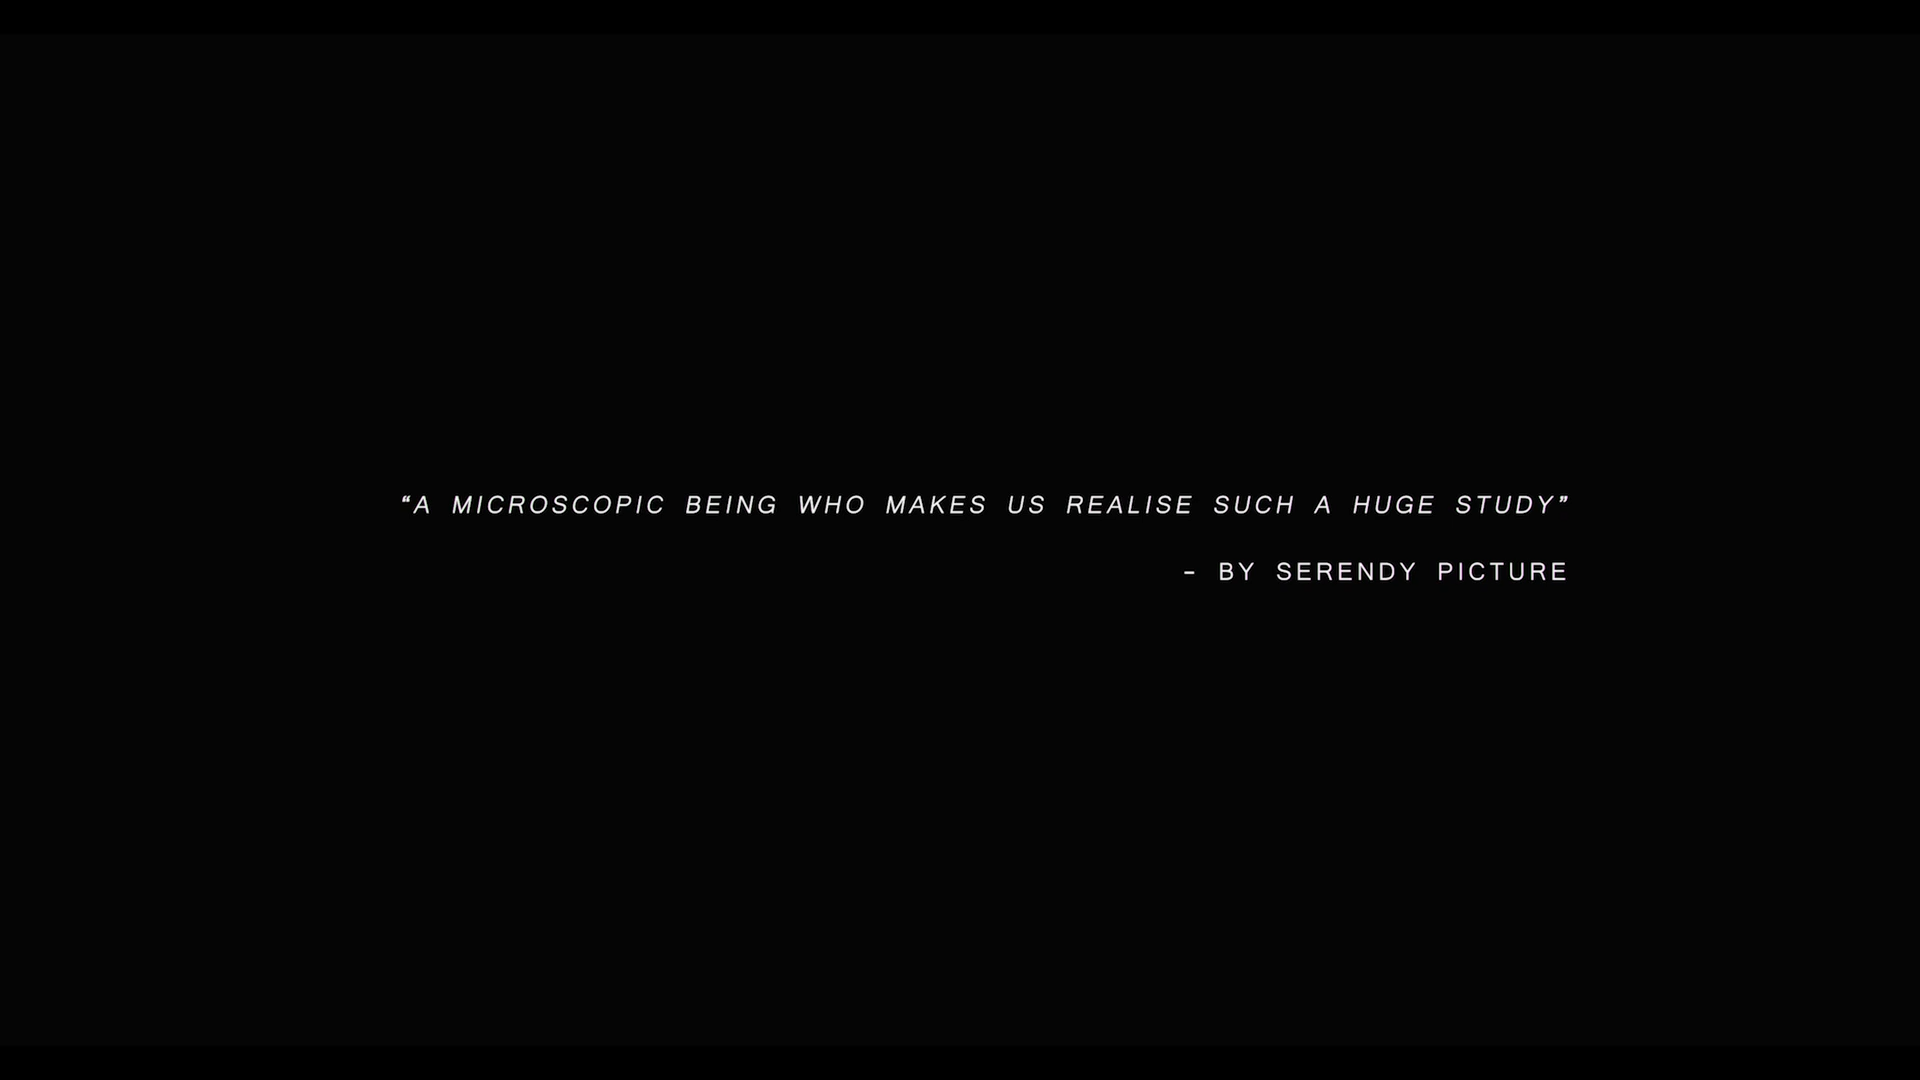 “A MICROSCOPIC BEING WHO MAKES US REALISE SUCH A HUGE STUDY”
- BY SERENDY PICTURE